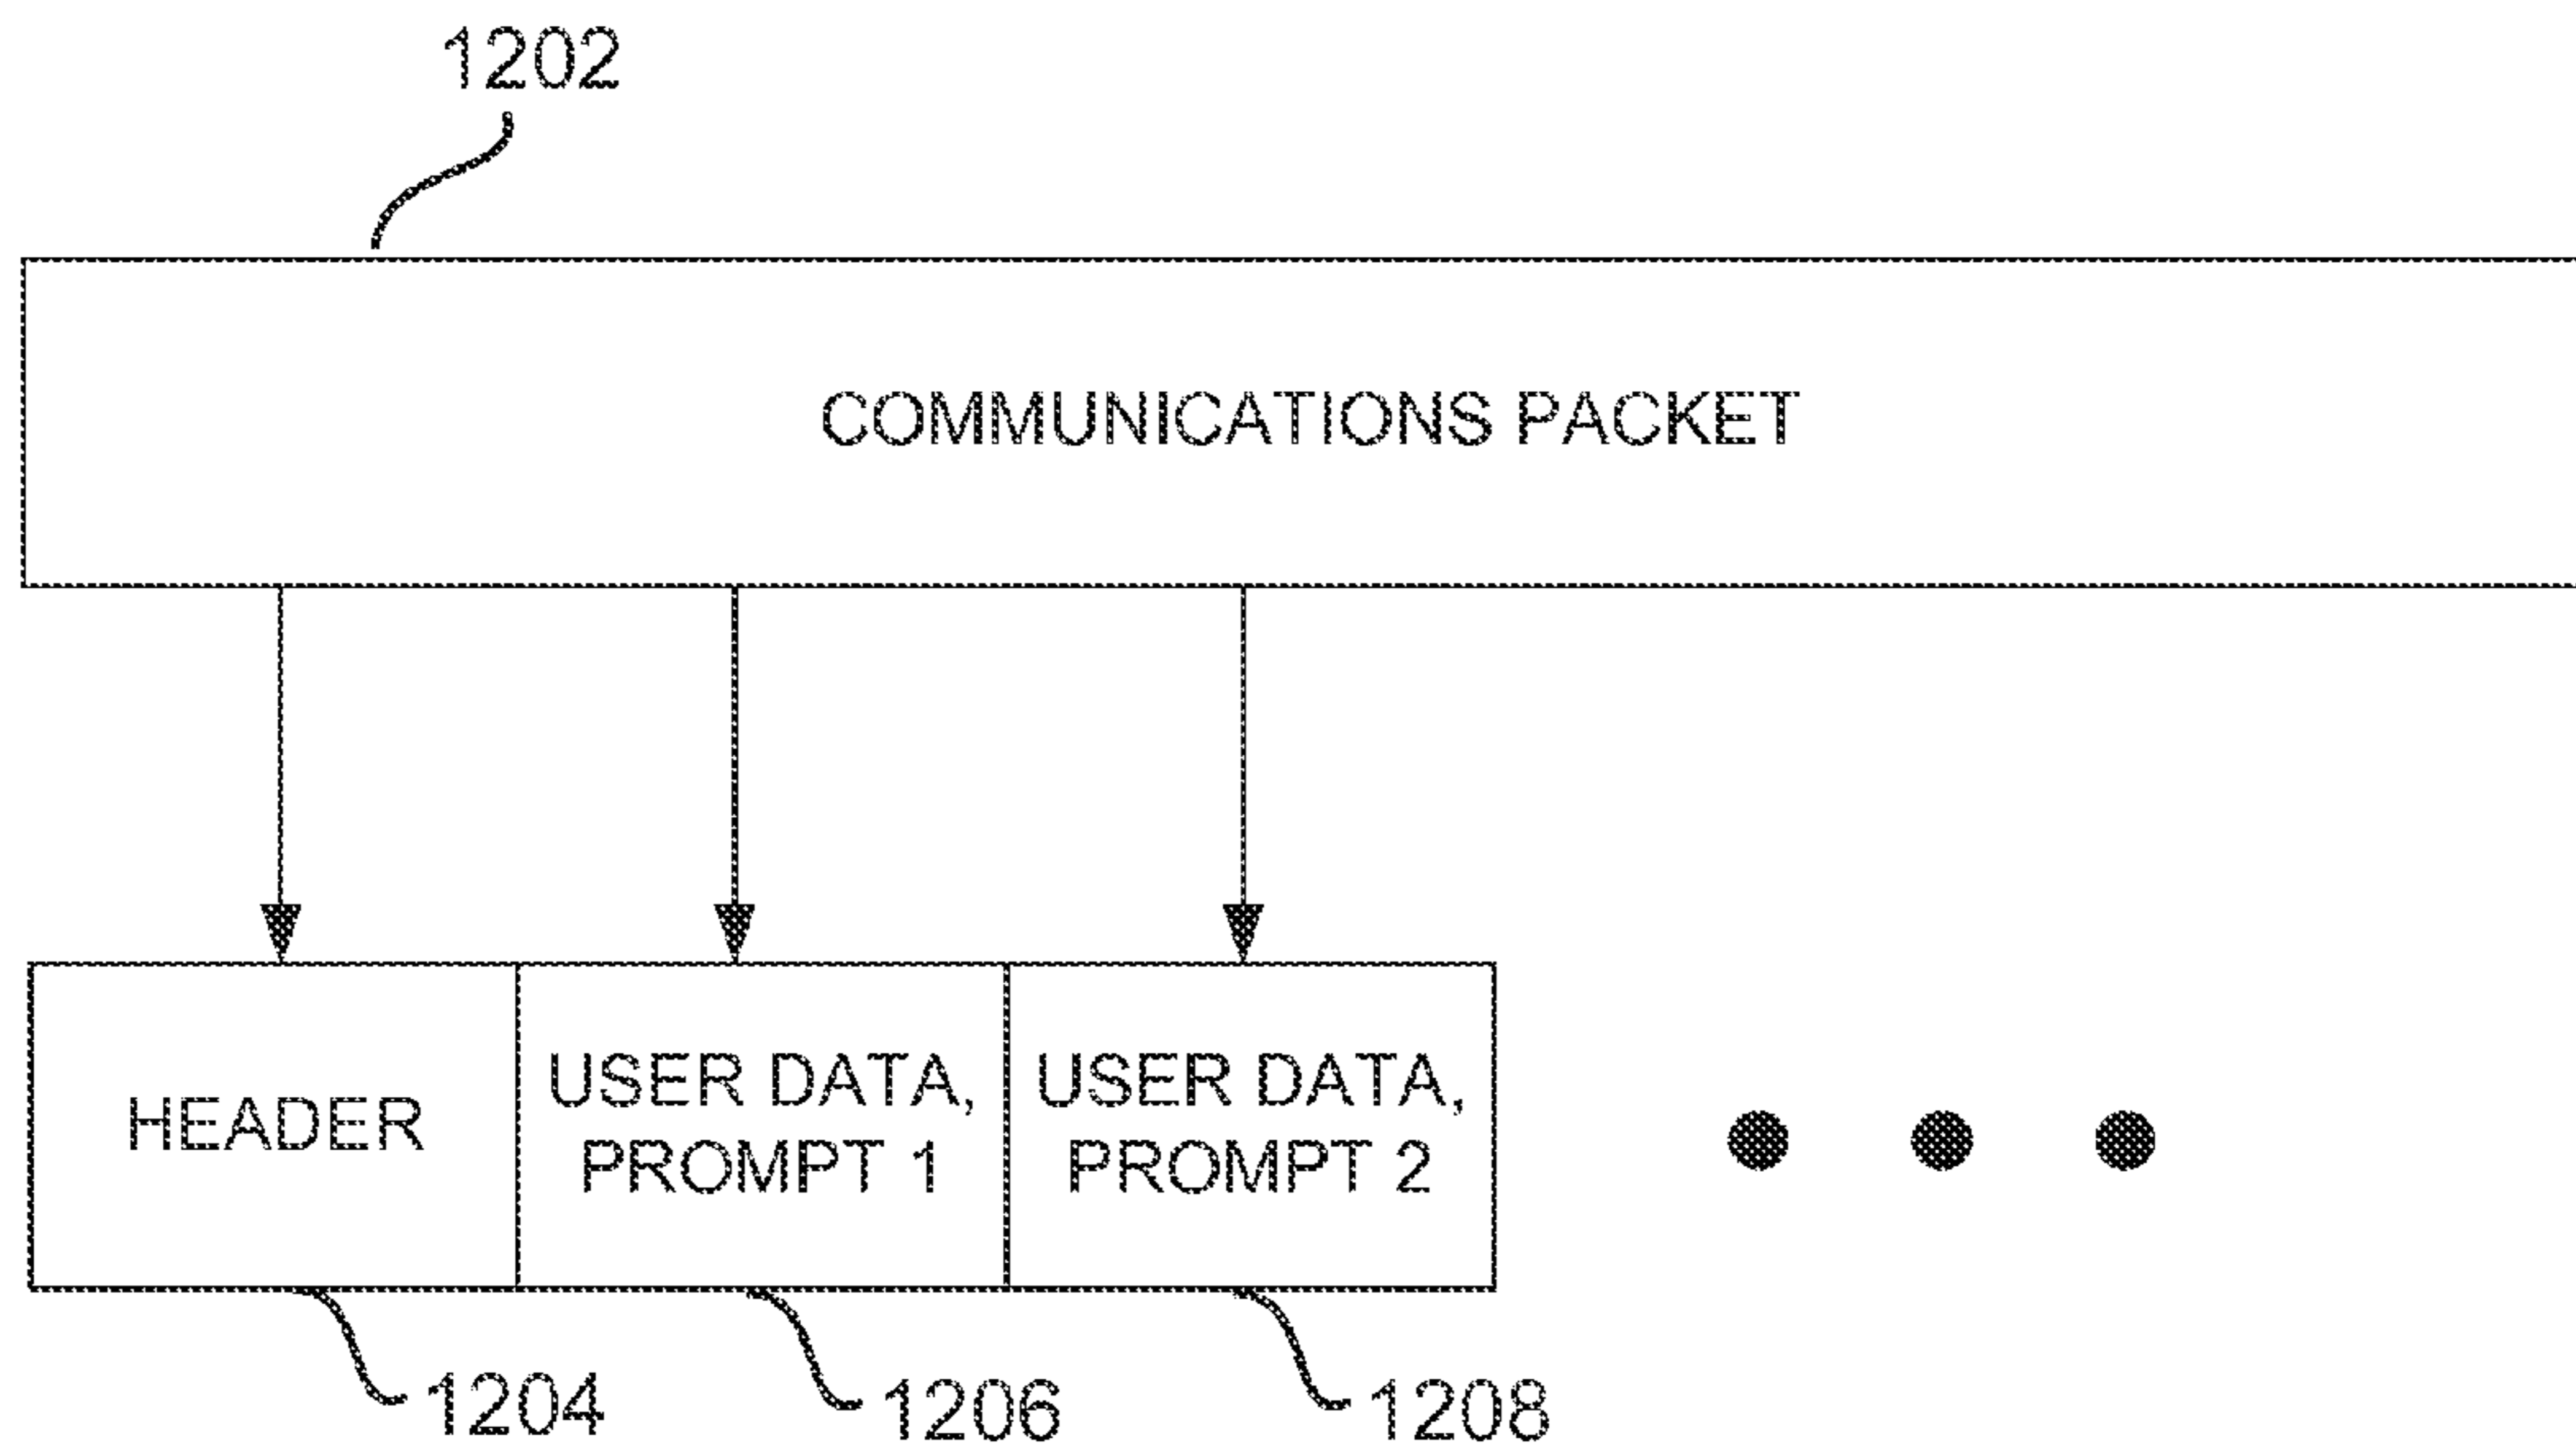 1202
COMMUNICATIONS PACKET
HEADER
USER DATA,
PROMPT 1
USER DATA,
PROMPT 2
1204
1206
1208